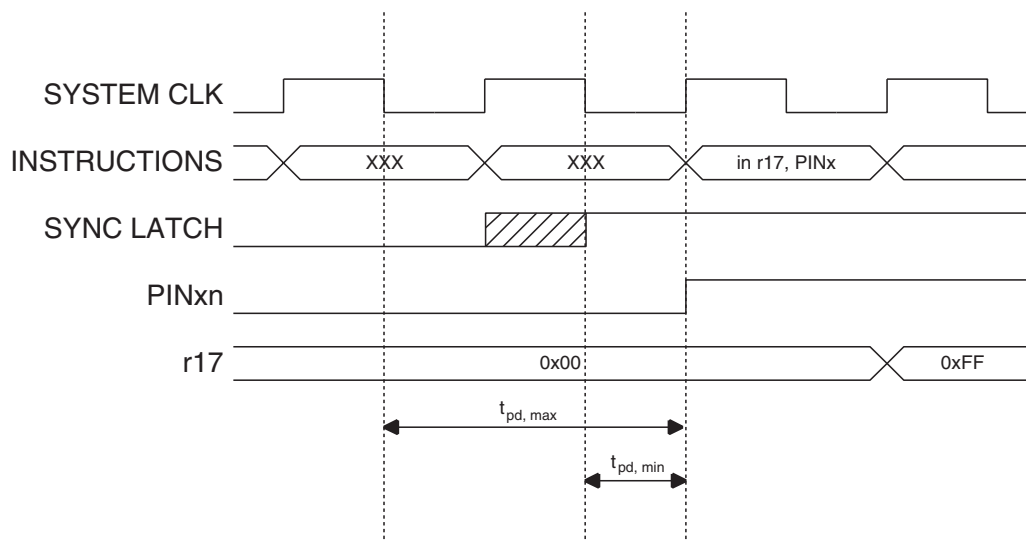 SYSTEM CLK
INSTRUCTIONS XXX XXX in r17, PINx
SYNC LATCH
PINxn
r17 0x00 0xFF
tpd, max
tpd, min